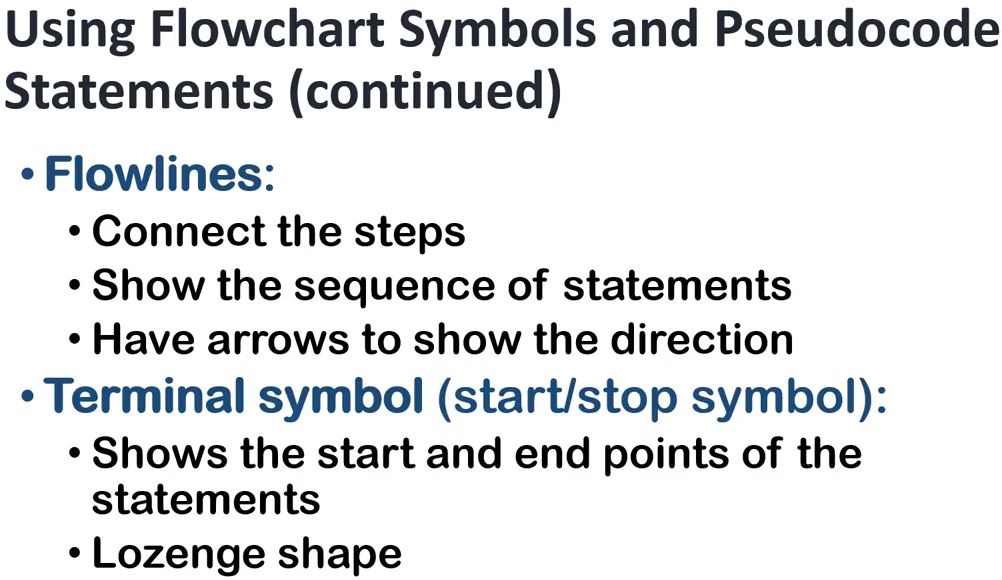 Using Flowchart Symbols and Pseudocode
Statements (continued)
• Flowlines:
• Connect the steps
• Show the sequence of statements
• Have arrows to show the direction
• Terminal symbol (start/stop symbol):
• Shows the start and end points of the
statements
• Lozenge shape